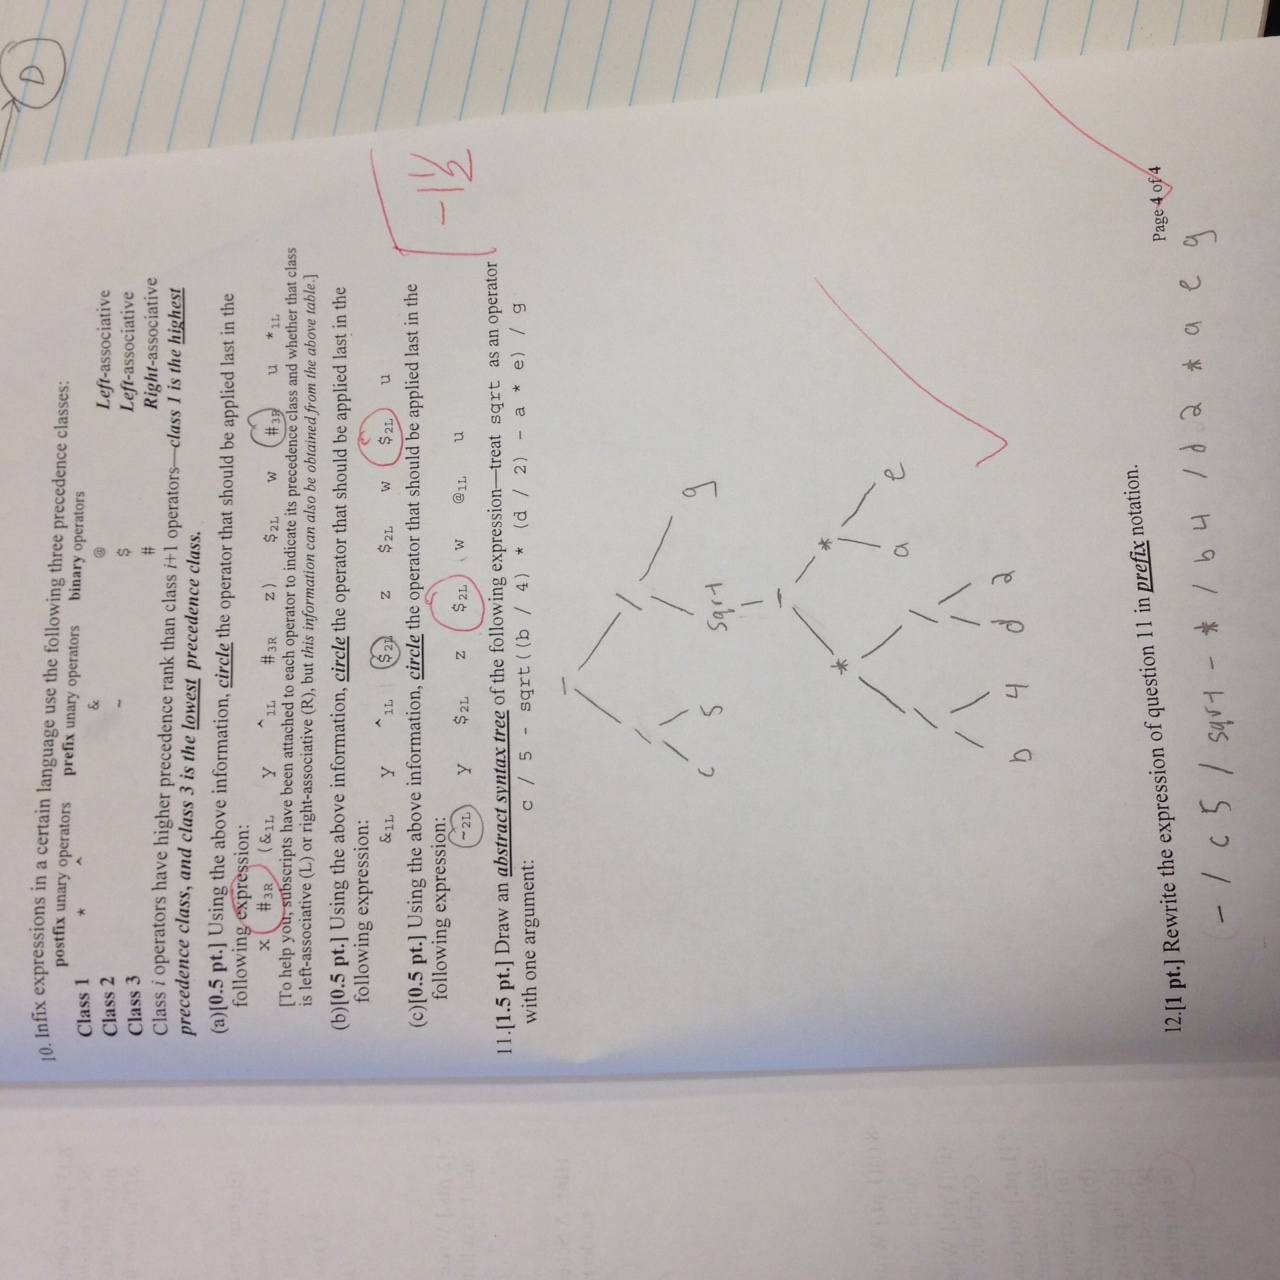 D
10. Infix expressions in a certain language use the following three precedence classes:
postfix unary operators prefix unary operators binary operators
Class 1 * ^ & @ Left-associative
Class 2 ~ $ Left-associative
Class 3 # Right-associative
Class i operators have higher precedence rank than class i+1 operators—class 1 is the highest
precedence class, and class 3 is the lowest precedence class.
(a)[0.5 pt.] Using the above information, circle the operator that should be applied last in the
following expression:
x #3R (&1L y ^1L #3R z) $2L w #3R u *1L
[To help you, subscripts have been attached to each operator to indicate its precedence class and whether that class
is left-associative (L) or right-associative (R), but this information can also be obtained from the above table.]
(b)[0.5 pt.] Using the above information, circle the operator that should be applied last in the
following expression:
&1L y ^1L $2L z $2L w $2L u
(c)[0.5 pt.] Using the above information, circle the operator that should be applied last in the
following expression:
~2L y $2L z $2L w @1L u
-1½
11.[1.5 pt.] Draw an abstract syntax tree of the following expression—treat sqrt as an operator
with one argument: c / 5 - sqrt((b / 4) * (d / 2) - a * e) / g
-
/ /
c 5 sqrt g
-
* *
/ / a e
b 4 d 2
12.[1 pt.] Rewrite the expression of question 11 in prefix notation.
Page 4 of 4
- / c 5 / sqrt - * / b 4 / d 2 * a e g